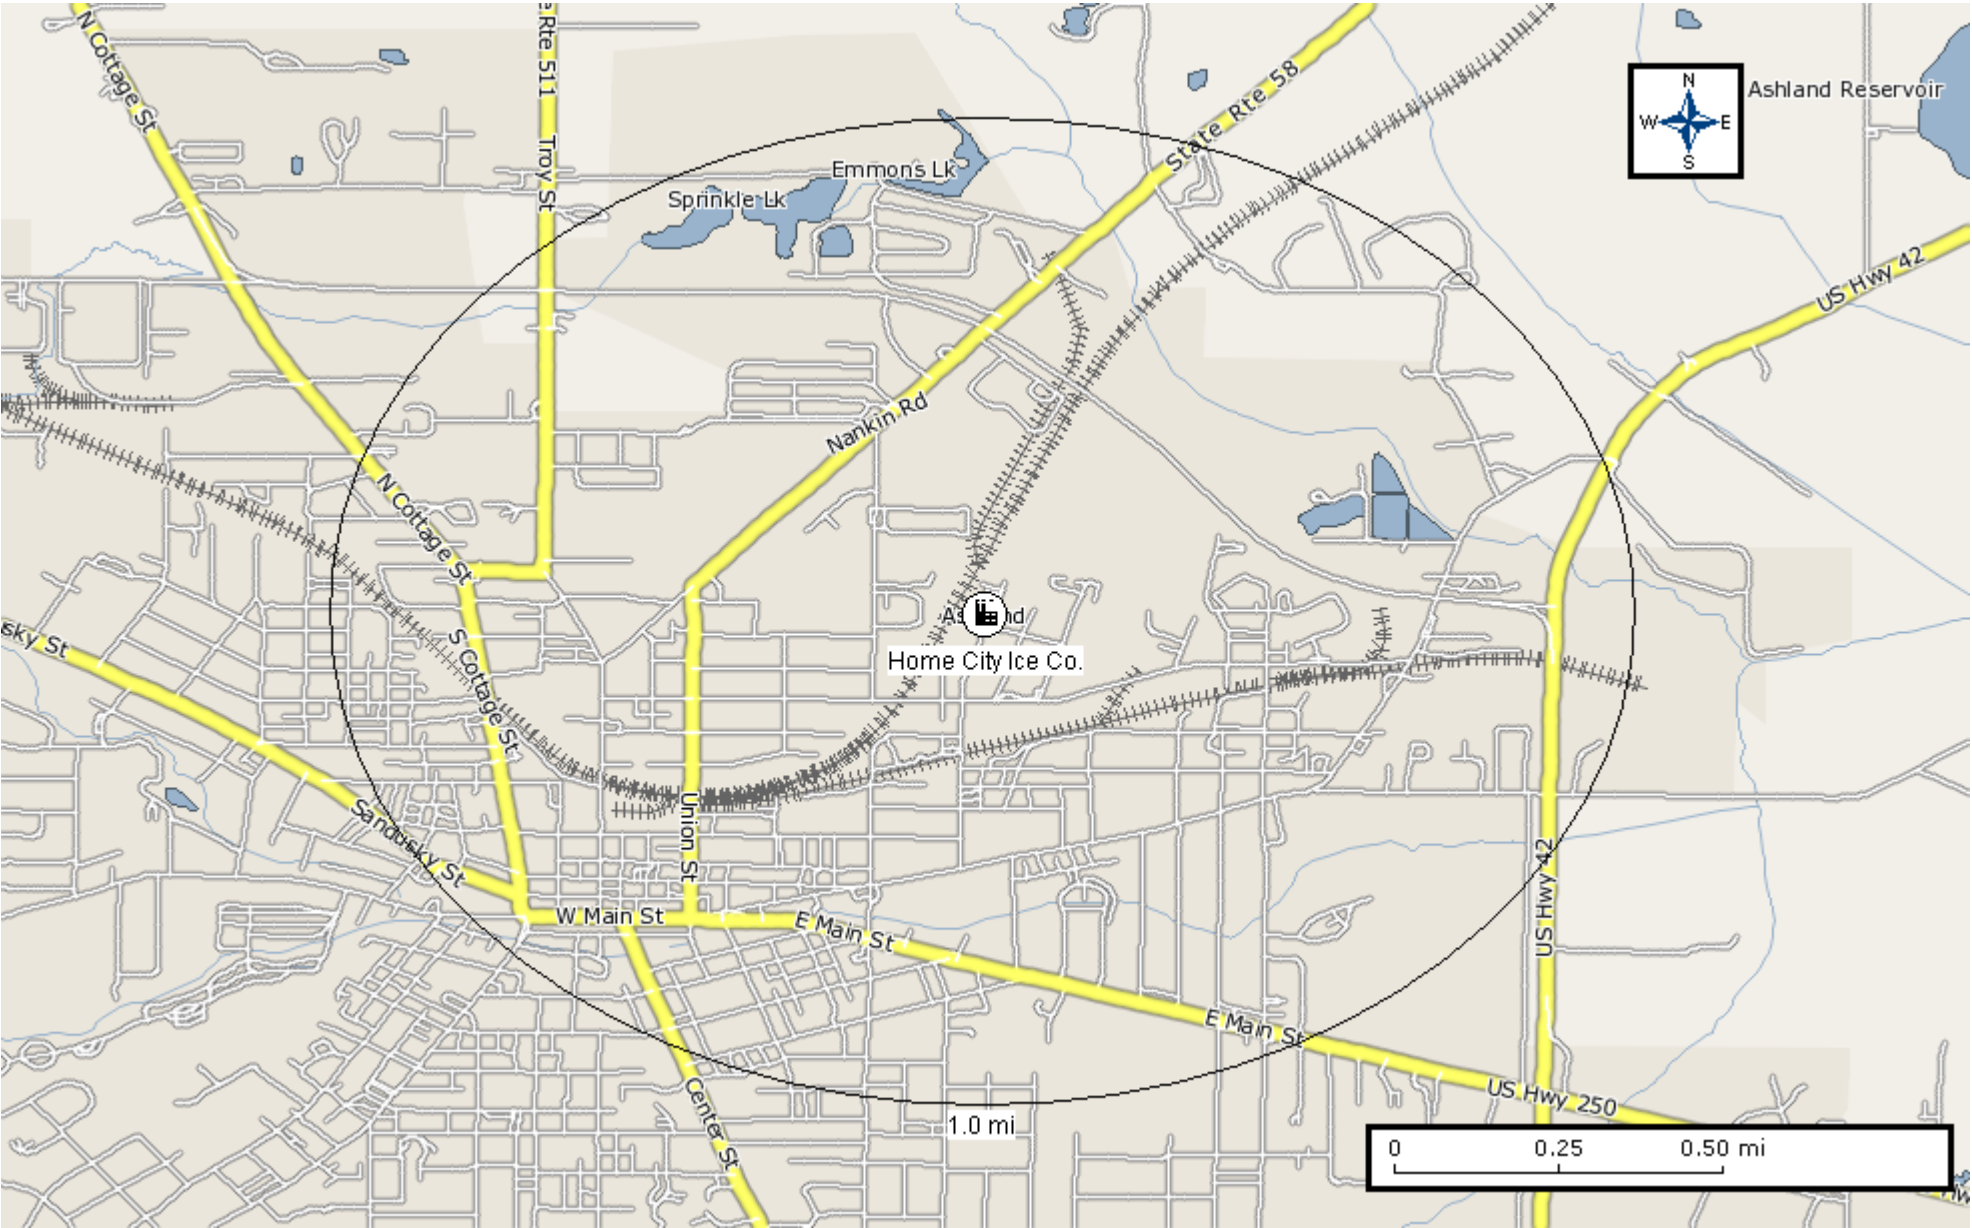 N Cottage St
e Rte 511
Troy St
State Rte 58
N
W E
S
Ashland Reservoir
Emmons Lk
Sprinkle Lk
US Hwy 42
Nankin Rd
N Cottage St
Home City Ice Co.
sky St
S Cottage St
Union St
Sandusky St
W Main St
E Main St
US Hwy 42
E Main St
Center St
US Hwy 250
1.0 mi
0 0.25 0.50 mi